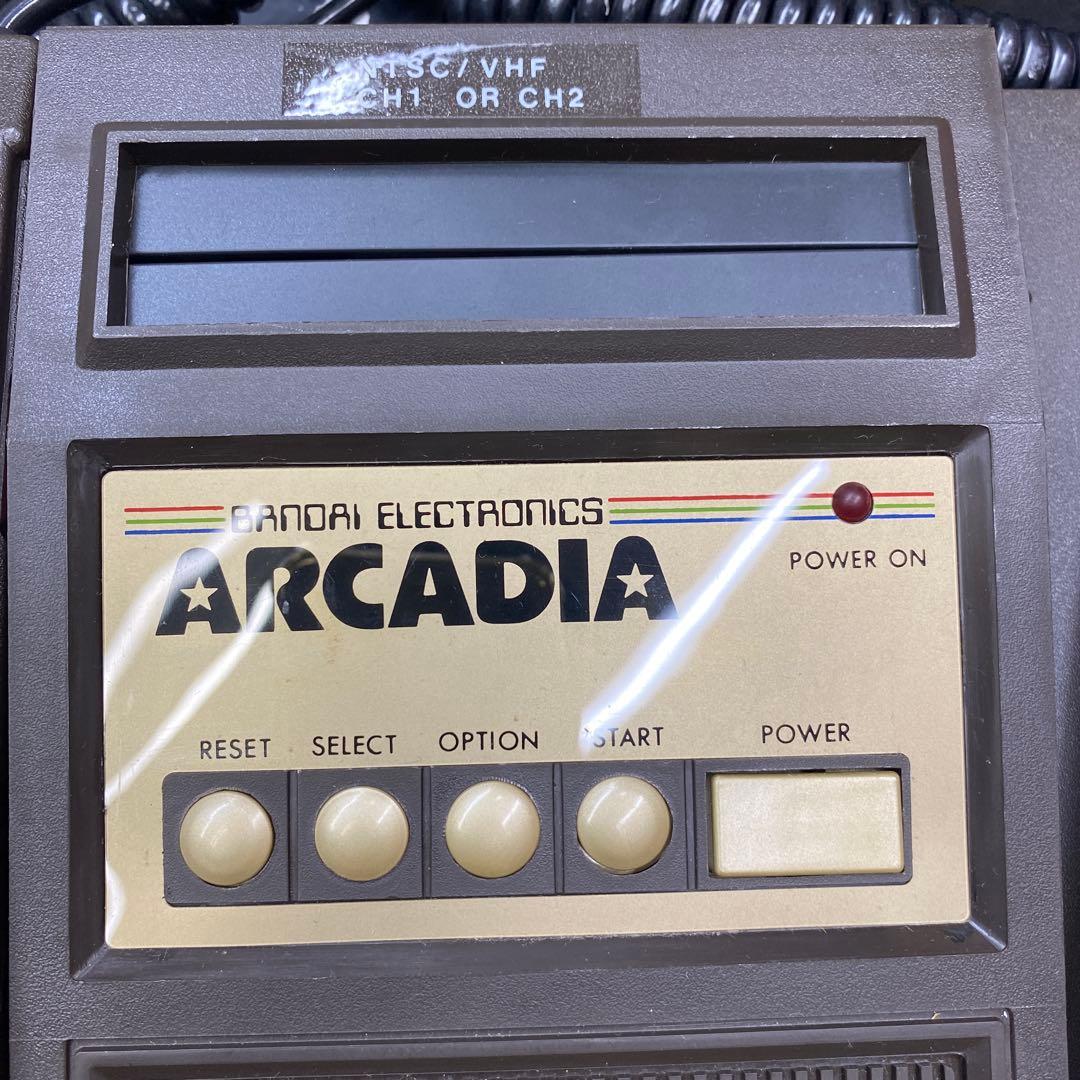 NTSC/VHF
CH1 OR CH2
BANDAI ELECTRONICS
ARCADIA
POWER ON
RESET SELECT OPTION START POWER